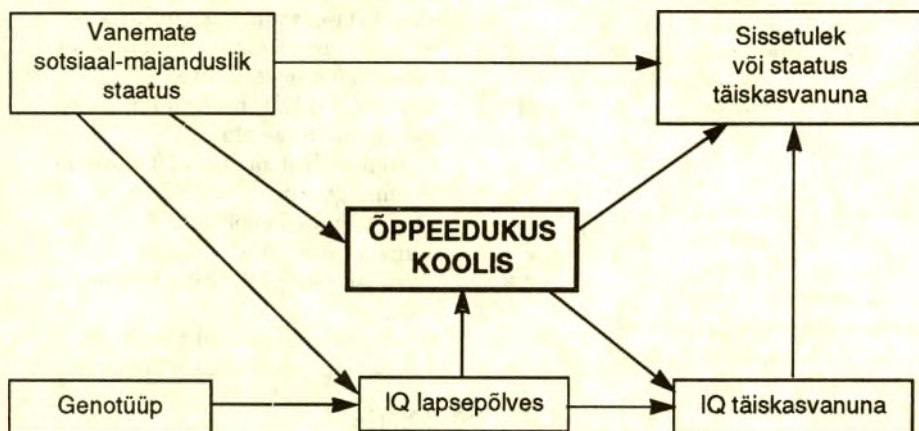 Vanemate
sotsiaal-majanduslik
staatus
Sissetulek
või staatus
täiskasvanuna
ÕPPEEDUKUS
KOOLIS
Genotüüp
IQ lapsepõlves
IQ täiskasvanuna